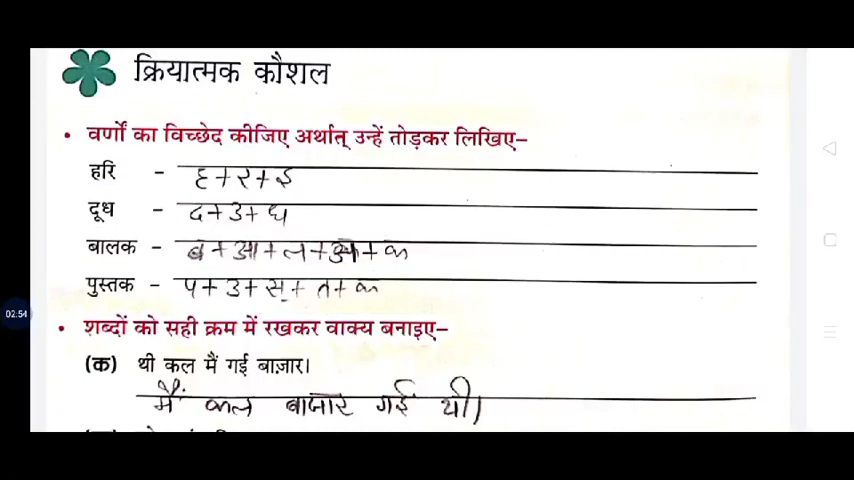 क्रियात्मक कौशल
• वर्णों का विच्छेद कीजिए अर्थात् उन्हें तोड़कर लिखिए–
हरि - ह+र+इ
दूध - द+उ+ध
बालक - ब+आ+ल+अ+क
पुस्तक - प+उ+स्+त+क
• शब्दों को सही क्रम में रखकर वाक्य बनाइए–
(क) थी कल मैं गई बाज़ार।
मैं कल बाजार गई थी।
02:54